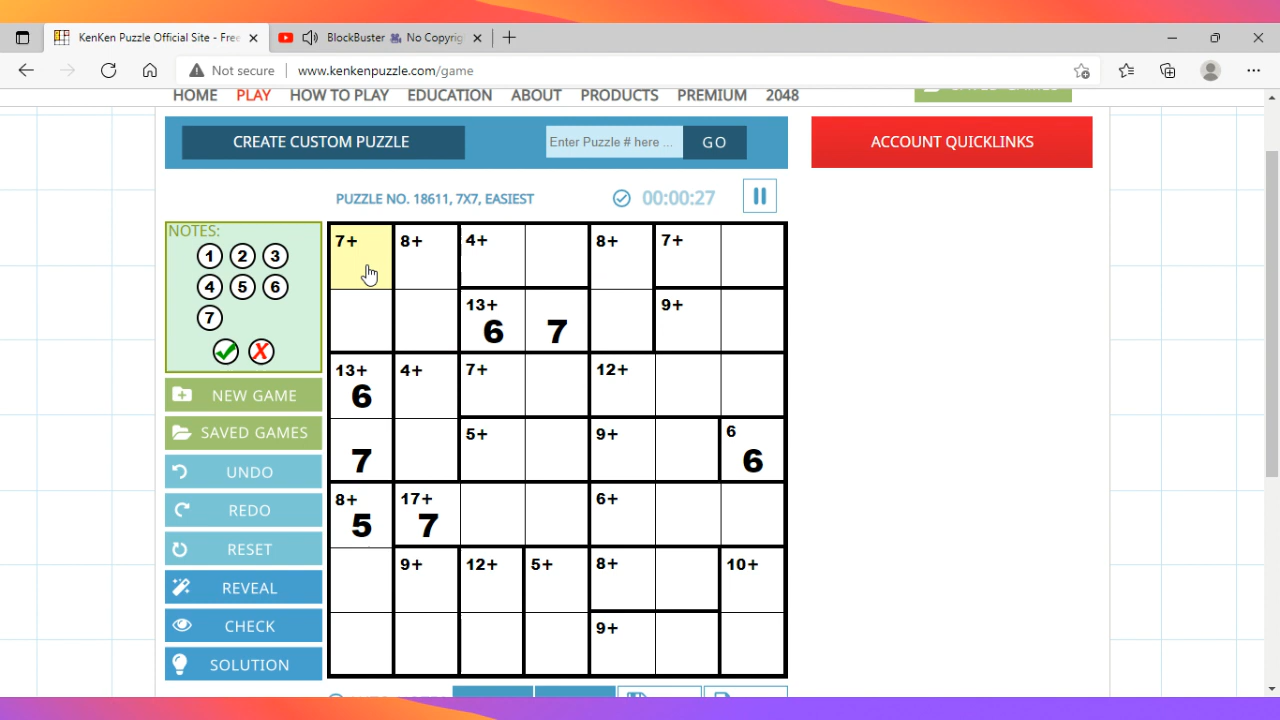 KenKen Puzzle Official Site - Free
BlockBuster 🎥 No Copyrig
Not secure www.kenkenpuzzle.com/game
HOME PLAY HOW TO PLAY EDUCATION ABOUT PRODUCTS PREMIUM 2048
CREATE CUSTOM PUZZLE Enter Puzzle # here ... GO ACCOUNT QUICKLINKS
PUZZLE NO. 18611, 7X7, EASIEST 00:00:27
NOTES:
1 2 3
4 5 6
7
NEW GAME
SAVED GAMES
UNDO
REDO
RESET
REVEAL
CHECK
SOLUTION
7+ 8+ 4+ 8+ 7+
13+ 9+
6 7
13+ 4+ 7+ 12+
6
5+ 9+ 6
7 6
8+ 17+ 6+
5 7
9+ 12+ 5+ 8+ 10+
9+